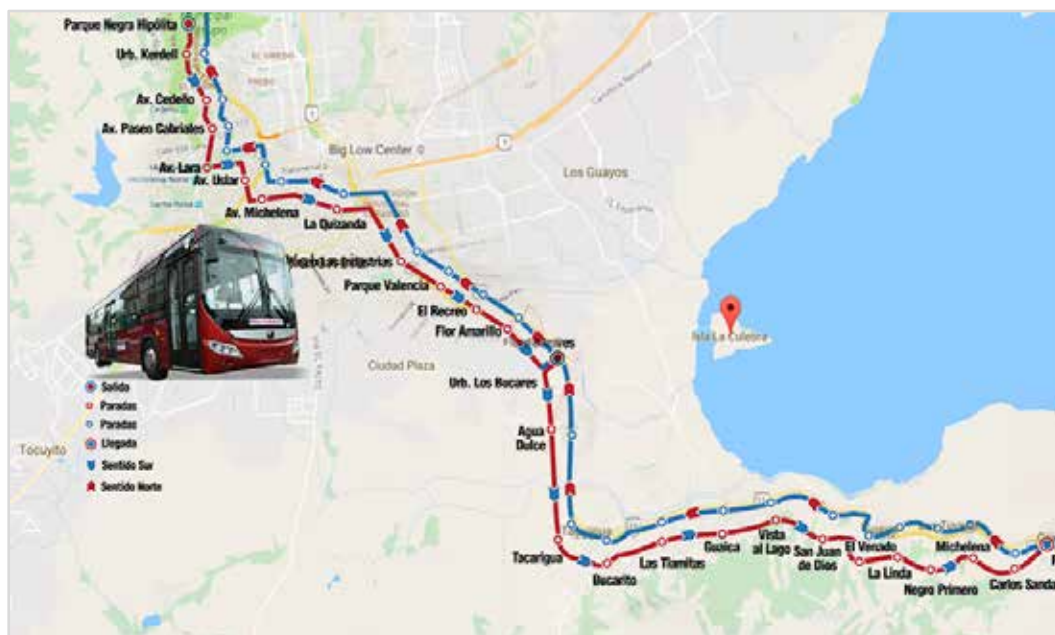 Parque Negra Hipólita
Urb. Kerdell
Av. Cedeño
Av. Paseo Cabriales
Av. Lara
Av. Uslar
Av. Michelena
La Quizanda
Big Low Center
Los Guayos
Parque Valencia
El Recreo
Flor Amarillo
Urb. Los Bucares
Ciudad Plaza
Isla La Culebra
Agua
Dulce
Tocuyito
Salida
Paradas
Paradas
Llegada
Sentido Sur
Sentido Norte
Tacarigua
Bucarito
Las Tiamitas
Guaica
Vista
al Lago
San Juan
de Dios
El Venado
La Linda
Negro Primero
Michelena
Carlos Sanda